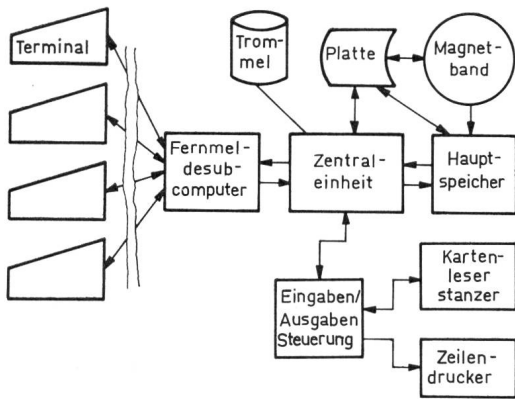 Terminal
Trom-
mel
Platte
Magnet-
band
Fernmel-
desub-
computer
Zentral-
einheit
Haupt-
speicher
Eingaben/
Ausgaben
Steuerung
Karten-
leser
stanzer
Zeilen-
drucker